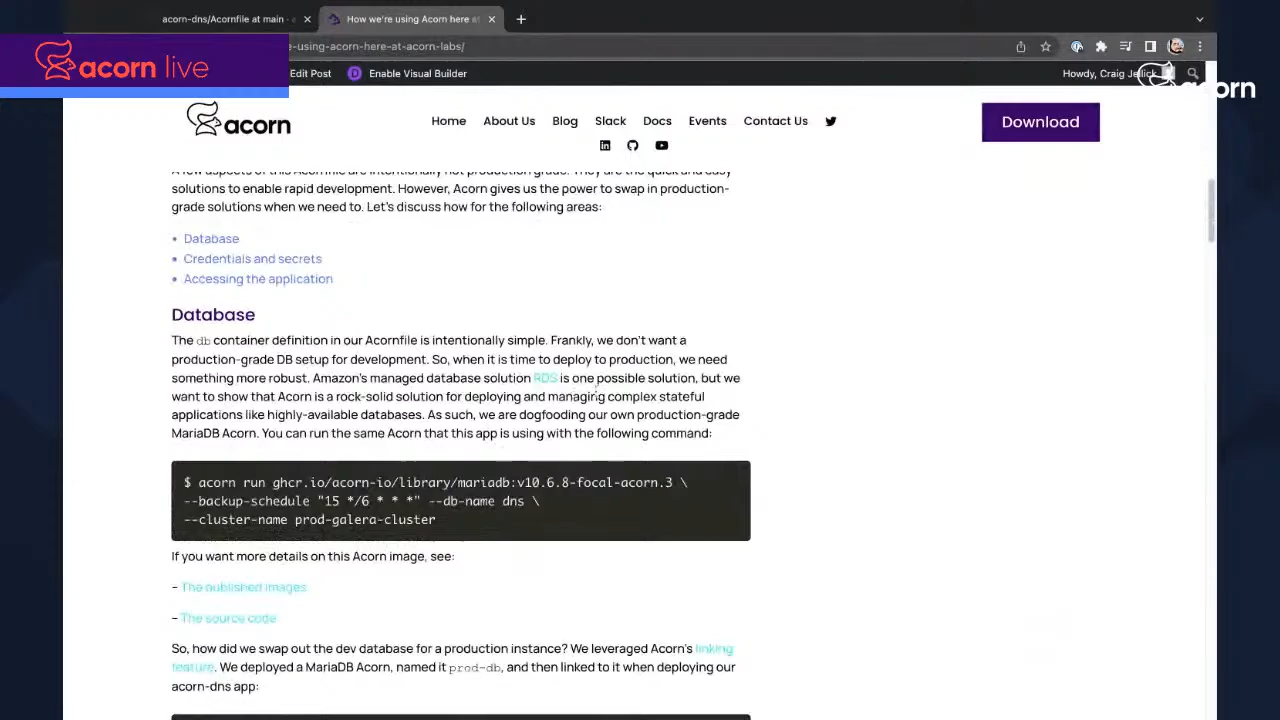 acorn-dns/Acornfile at main -
How we're using Acorn here at
acorn live
e-using-acorn-here-at-acorn-labs/
Edit Post
Enable Visual Builder
Howdy, Craig Jellick
acorn
acorn
Home
About Us
Blog
Slack
Docs
Events
Contact Us
Download
A few aspects of this Acornfile are intentionally not production grade. They are the quick and easy
solutions to enable rapid development. However, Acorn gives us the power to swap in production-
grade solutions when we need to. Let's discuss how for the following areas:
• Database
• Credentials and secrets
• Accessing the application
Database
The db container definition in our Acornfile is intentionally simple. Frankly, we don't want a
production-grade DB setup for development. So, when it is time to deploy to production, we need
something more robust. Amazon's managed database solution RDS is one possible solution, but we
want to show that Acorn is a rock-solid solution for deploying and managing complex stateful
applications like highly-available databases. As such, we are dogfooding our own production-grade
MariaDB Acorn. You can run the same Acorn that this app is using with the following command:
$ acorn run ghcr.io/acorn-io/library/mariadb:v10.6.8-focal-acorn.3 \
--backup-schedule "15 */6 * * *" --db-name dns \
--cluster-name prod-galera-cluster
If you want more details on this Acorn image, see:
– The published images
– The source code
So, how did we swap out the dev database for a production instance? We leveraged Acorn's linking
feature. We deployed a MariaDB Acorn, named it prod-db, and then linked to it when deploying our
acorn-dns app: